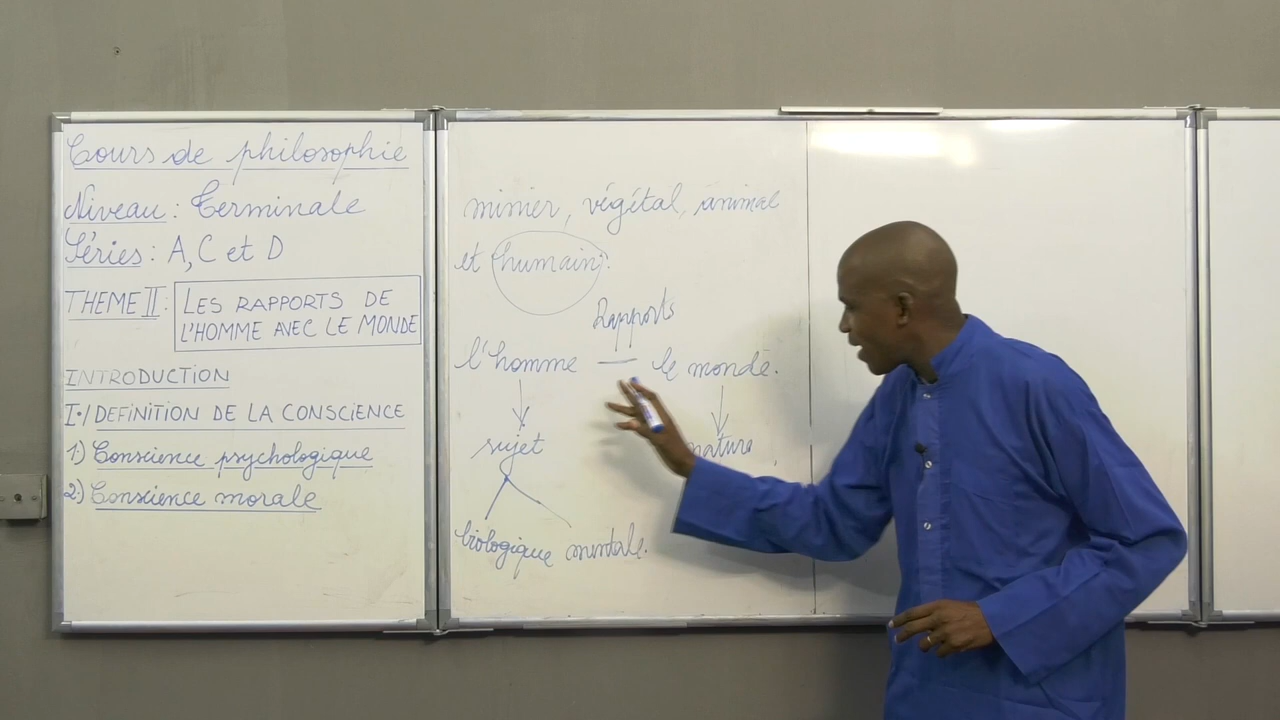 Cours de philosophie
Niveau : Terminale
Séries : A, C et D
THEME II : LES RAPPORTS DE
L'HOMME AVEC LE MONDE
INTRODUCTION
I./ DEFINITION DE LA CONSCIENCE
1.) Conscience psychologique
2.) Conscience morale
minier, végétal, animal
et humain.
Rapports
l'homme — le monde.
sujet nature
biologique mentale.